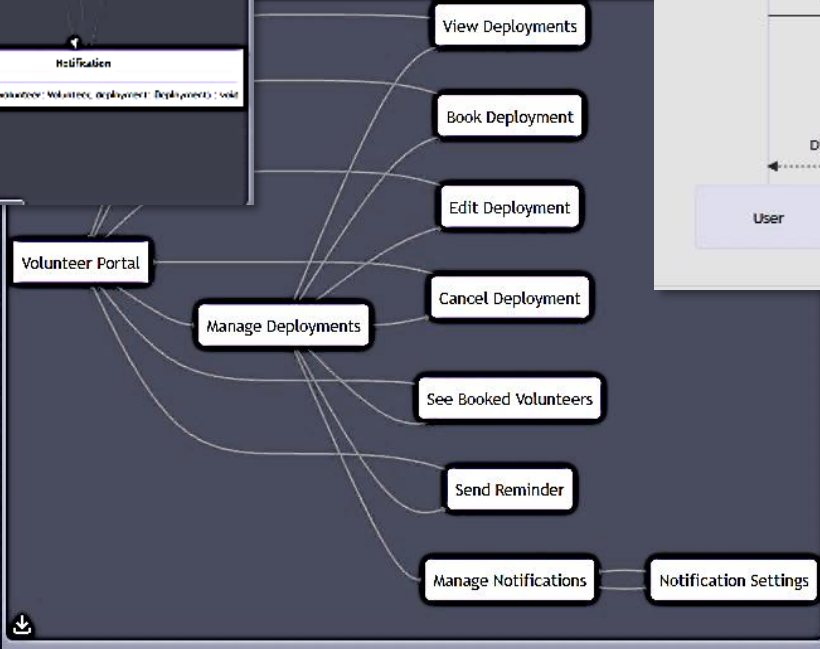 View Deployments
Notification
Book Deployment
Edit Deployment
User
Volunteer Portal
Cancel Deployment
Manage Deployments
See Booked Volunteers
Send Reminder
Manage Notifications
Notification Settings